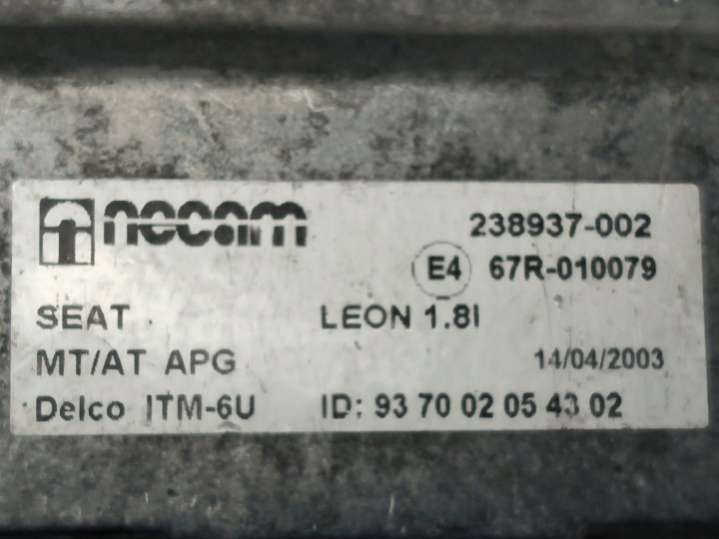 necam 238937-002
E4 67R-010079
SEAT LEON 1.8I
MT/AT APG 14/04/2003
Delco ITM-6U ID: 93 70 02 05 43 02